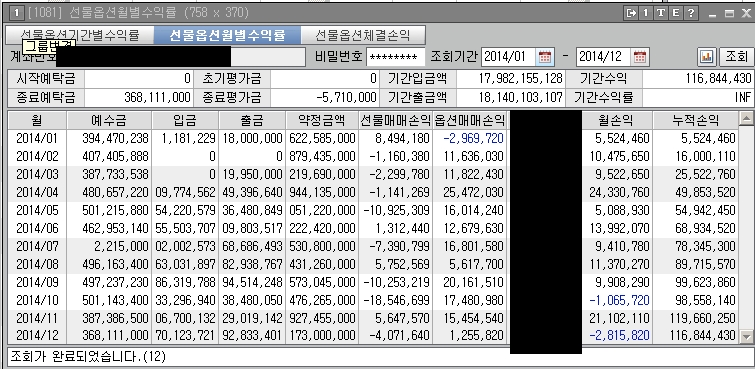 [1081] 선물옵션월별수익률 (758 x 370) 1 T E ?
선물옵션기간별수익률 선물옵션월별수익률 선물옵션체결손익
그룹변경
계좌번호 비밀번호 ******** 조회기간 2014/01 - 2014/12 조회
시작예탁금 0 초기평가금 0 기간입금액 17,982,155,128 기간수익 116,844,430
종료예탁금 368,111,000 종료평가금 -5,710,000 기간출금액 18,140,103,107 기간수익률 INF
월 예수금 입금 출금 약정금액 선물매매손익 옵션매매손익 월손익 누적손익
2014/01 394,470,238 1,181,229 18,000,000 622,585,000 8,494,180 -2,969,720 5,524,460 5,524,460
2014/02 407,405,888 0 0 879,435,000 -1,160,380 11,636,030 10,475,650 16,000,110
2014/03 387,733,538 0 19,950,000 219,690,000 -2,299,780 11,822,430 9,522,650 25,522,760
2014/04 480,657,220 09,774,562 49,396,640 944,135,000 -1,141,269 25,472,030 24,330,760 49,853,520
2014/05 501,215,880 54,220,579 36,480,849 051,220,000 -10,925,309 16,014,240 5,088,930 54,942,450
2014/06 462,953,140 55,503,707 09,803,517 222,420,000 1,312,440 12,679,630 13,992,070 68,934,520
2014/07 2,215,000 02,002,573 68,686,493 530,800,000 -7,390,799 16,801,580 9,410,780 78,345,300
2014/08 496,163,400 63,031,897 82,938,767 431,260,000 5,752,569 5,617,700 11,370,270 89,715,570
2014/09 497,237,230 86,319,788 94,514,248 573,045,000 -10,253,219 20,161,510 9,908,290 99,623,860
2014/10 501,143,400 33,296,940 38,480,050 476,265,000 -18,546,699 17,480,980 -1,065,720 98,558,140
2014/11 387,386,500 06,700,132 29,019,142 927,455,000 5,647,570 15,454,540 21,102,110 119,660,250
2014/12 368,111,000 70,123,721 92,833,401 173,000,000 -4,071,640 1,255,820 -2,815,820 116,844,430
조회가 완료되었습니다.(12)